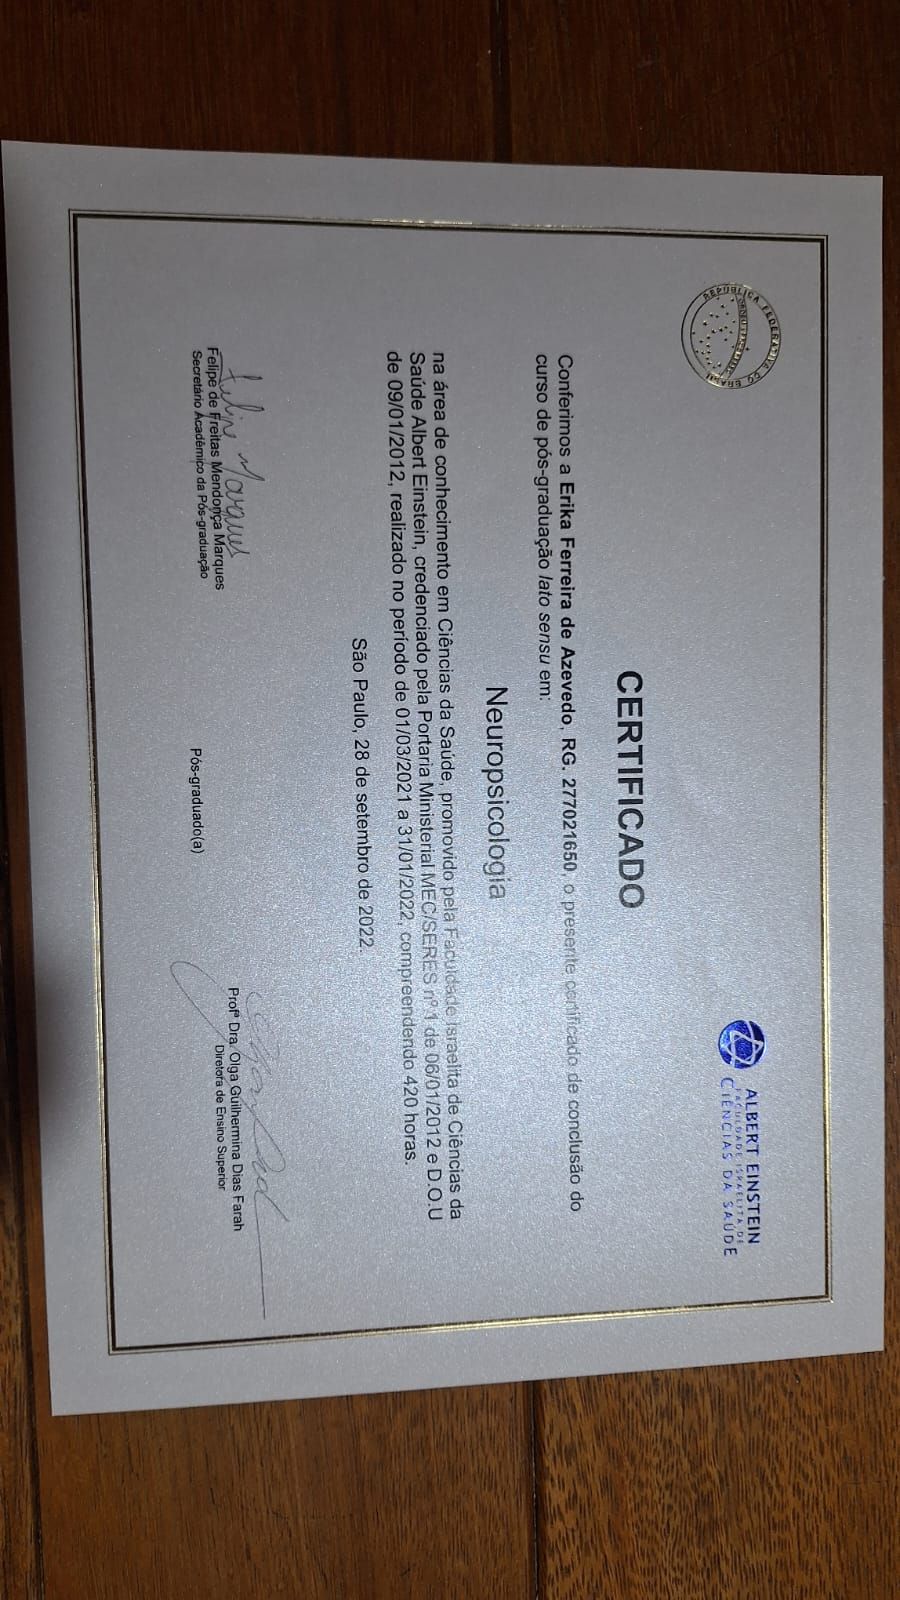 REPÚBLICA FEDERATIVA DO BRASIL
ALBERT EINSTEIN
FACULDADE ISRAELITA DE
CIÊNCIAS DA SAÚDE
CERTIFICADO
Conferimos a Erika Ferreira de Azevedo, RG. 277021650, o presente certificado de conclusão do
curso de pós-graduação lato sensu em:
Neuropsicologia
na área de conhecimento em Ciências da Saúde, promovido pela Faculdade Israelita de Ciências da
Saúde Albert Einstein, credenciado pela Portaria Ministerial MEC/SERES nº 1 de 06/01/2012 e D.O.U
de 09/01/2012, realizado no período de 01/03/2021 a 31/01/2022, compreendendo 420 horas.
São Paulo, 28 de setembro de 2022.
Felipe Marques
Felipe de Freitas Mendonça Marques
Secretário Acadêmico da Pós-graduação
Pós-graduado(a)
Profª Dra. Olga Guilhermina Dias Farah
Diretora de Ensino Superior